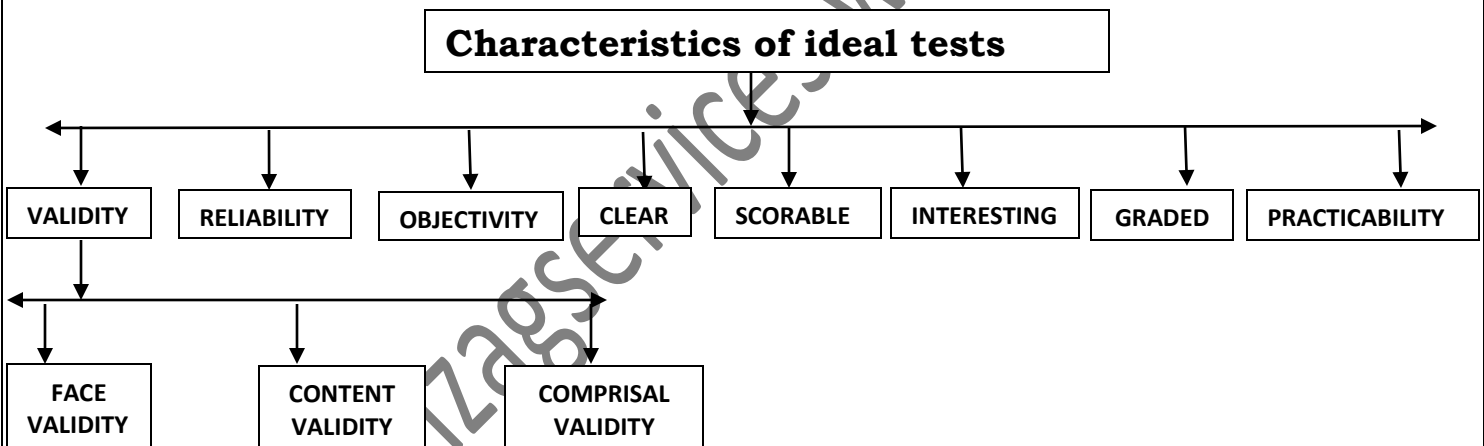 Characteristics of ideal tests
VALIDITY
RELIABILITY
OBJECTIVITY
CLEAR
SCORABLE
INTERESTING
GRADED
PRACTICABILITY
FACE
VALIDITY
CONTENT
VALIDITY
COMPRISAL
VALIDITY